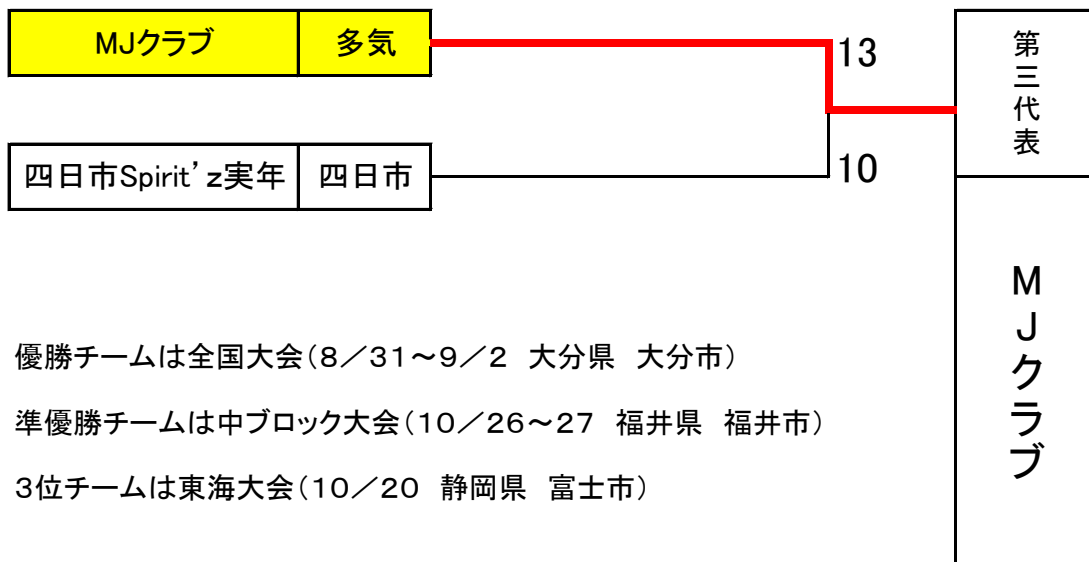 MJクラブ 多気
13
四日市Spirit’z実年 四日市
10
第三代表
MJクラブ
優勝チームは全国大会(8/31~9/2 大分県 大分市)
準優勝チームは中ブロック大会(10/26~27 福井県 福井市)
3位チームは東海大会(10/20 静岡県 富士市)